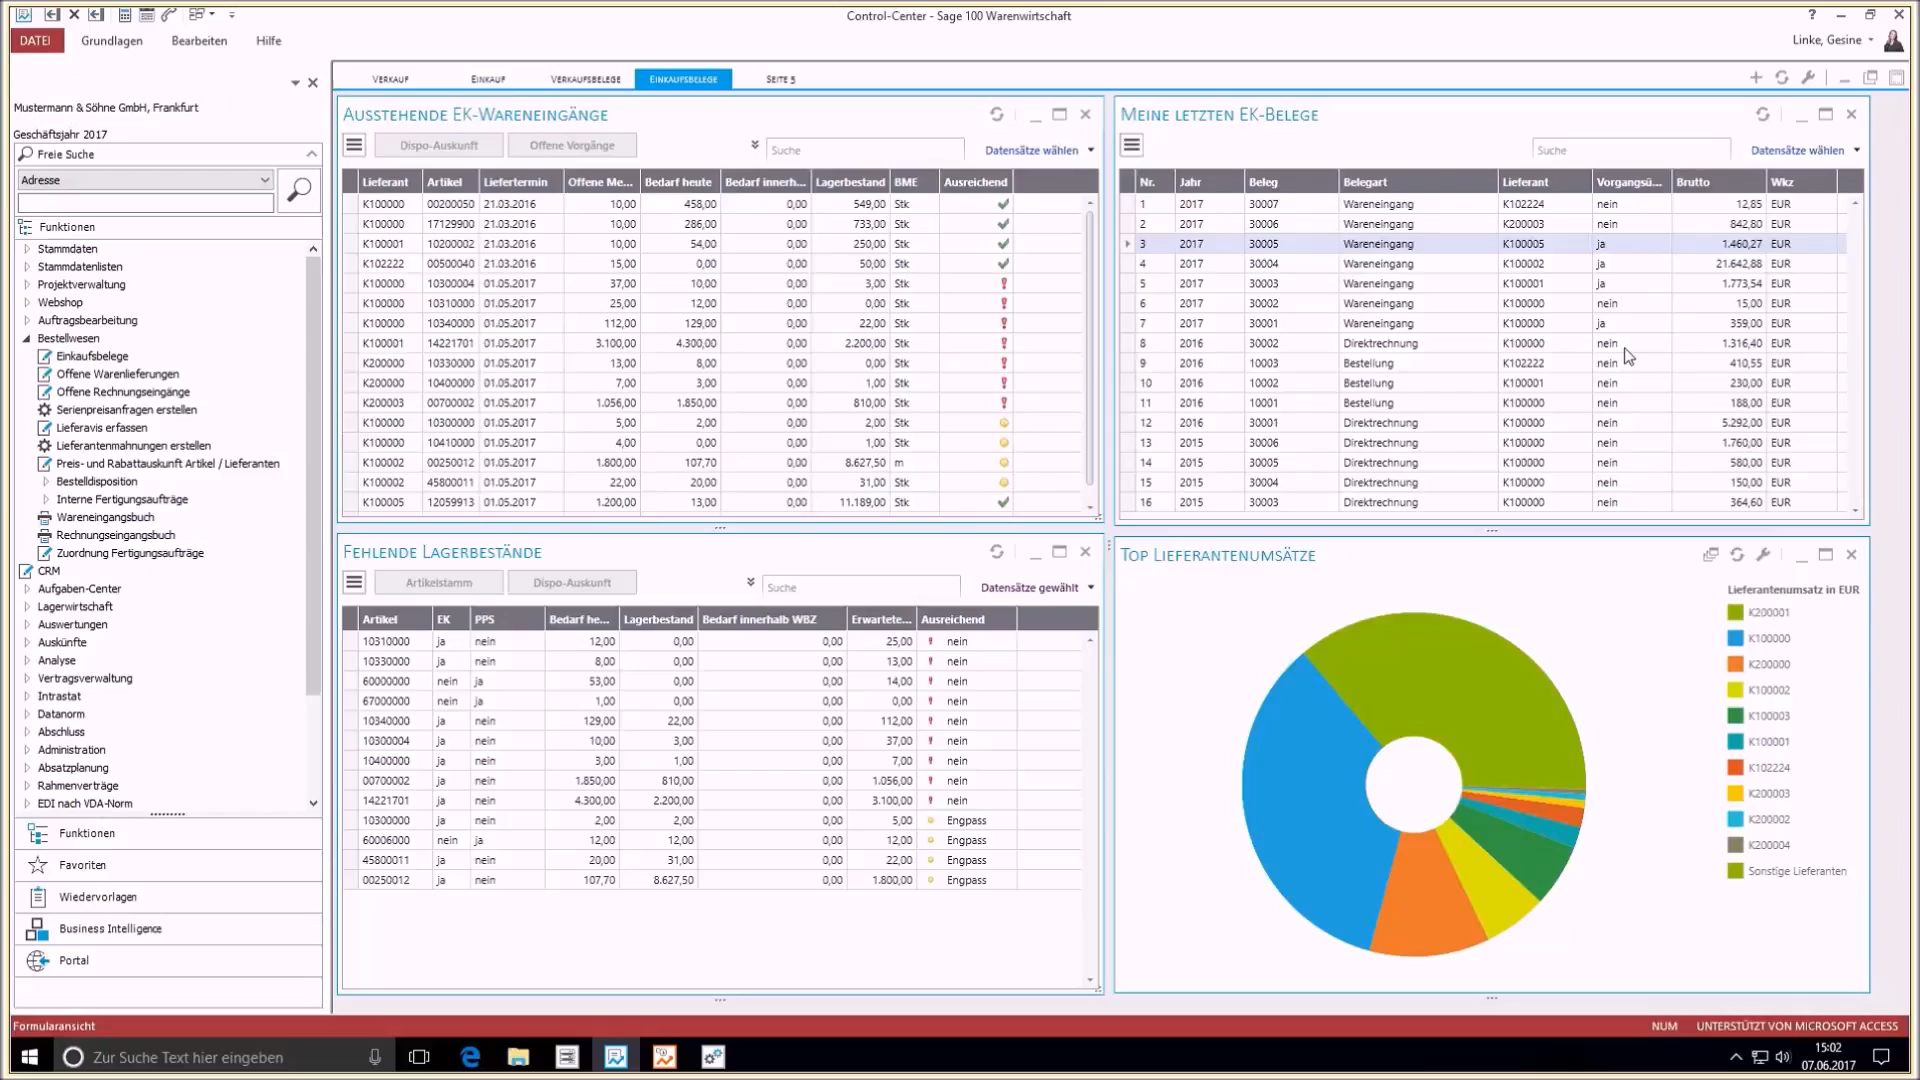 Control-Center - Sage 100 Warenwirtschaft
DATEI Grundlagen Bearbeiten Hilfe
Linke, Gesine
Mustermann & Söhne GmbH, Frankfurt
Geschäftsjahr 2017
Freie Suche
Adresse
Funktionen
Stammdaten
Stammdatenlisten
Projektverwaltung
Webshop
Auftragsbearbeitung
Bestellwesen
Einkaufsbelege
Offene Warenlieferungen
Offene Rechnungseingänge
Serienpreisanfragen erstellen
Lieferavis erfassen
Lieferantenmahnungen erstellen
Preis- und Rabattauskunft Artikel / Lieferanten
Bestelldisposition
Interne Fertigungsaufträge
Wareneingangsbuch
Rechnungseingangsbuch
Zuordnung Fertigungsaufträge
CRM
Aufgaben-Center
Lagerwirtschaft
Auswertungen
Auskünfte
Analyse
Vertragsverwaltung
Intrastat
Datanorm
Abschluss
Administration
Absatzplanung
Rahmenverträge
EDI nach VDA-Norm
Funktionen
Favoriten
Wiedervorlagen
Business Intelligence
Portal
VERKAUF EINKAUF VERKAUFSBELEGE EINKAUFSBELEGE SEITE 5
AUSSTEHENDE EK-WARENEINGÄNGE
Dispo-Auskunft Offene Vorgänge Suche Datensätze wählen
Lieferant Artikel Liefertermin Offene Me... Bedarf heute Bedarf innerh... Lagerbestand BME Ausreichend
K100000 00200050 21.03.2016 10,00 458,00 0,00 549,00 Stk
K100000 17129900 21.03.2016 10,00 286,00 0,00 733,00 Stk
K100001 10200002 21.03.2016 10,00 54,00 0,00 250,00 Stk
K102222 00500040 21.03.2016 15,00 0,00 0,00 50,00 Stk
K100000 10300004 01.05.2017 37,00 10,00 0,00 3,00 Stk
K100000 10310000 01.05.2017 25,00 12,00 0,00 0,00 Stk
K100000 10340000 01.05.2017 112,00 129,00 0,00 22,00 Stk
K100001 14221701 01.05.2017 3.100,00 4.300,00 0,00 2.200,00 Stk
K200000 10330000 01.05.2017 13,00 8,00 0,00 0,00 Stk
K200000 10400000 01.05.2017 7,00 3,00 0,00 1,00 Stk
K200003 00700002 01.05.2017 1.056,00 1.850,00 0,00 810,00 Stk
K100000 10300000 01.05.2017 5,00 2,00 0,00 2,00 Stk
K100000 10410000 01.05.2017 4,00 0,00 0,00 1,00 Stk
K100002 00250012 01.05.2017 1.800,00 107,70 0,00 8.627,50 m
K100002 45800011 01.05.2017 22,00 20,00 0,00 31,00 Stk
K100005 12059913 01.05.2017 1.200,00 13,00 0,00 11.189,00 Stk
MEINE LETZTEN EK-BELEGE
Suche Datensätze wählen
Nr. Jahr Beleg Belegart Lieferant Vorgangsü... Brutto Wkz
1 2017 30007 Wareneingang K102224 nein 12,85 EUR
2 2017 30006 Wareneingang K200003 nein 842,80 EUR
3 2017 30005 Wareneingang K100005 ja 1.460,27 EUR
4 2017 30004 Wareneingang K100002 ja 21.642,88 EUR
5 2017 30003 Wareneingang K100001 ja 1.773,54 EUR
6 2017 30002 Wareneingang K100000 nein 15,00 EUR
7 2017 30001 Wareneingang K100000 ja 359,00 EUR
8 2016 30002 Direktrechnung K100000 nein 1.316,40 EUR
9 2016 10003 Bestellung K102222 nein 410,55 EUR
10 2016 10002 Bestellung K100001 nein 230,00 EUR
11 2016 10001 Bestellung K100000 nein 188,00 EUR
12 2016 30001 Direktrechnung K100000 nein 5.292,00 EUR
13 2015 30006 Direktrechnung K100000 nein 1.760,00 EUR
14 2015 30005 Direktrechnung K100000 nein 580,00 EUR
15 2015 30004 Direktrechnung K100000 nein 150,00 EUR
16 2015 30003 Direktrechnung K100000 nein 364,60 EUR
FEHLENDE LAGERBESTÄNDE
Artikelstamm Dispo-Auskunft Suche Datensätze gewählt
Artikel EK PPS Bedarf he... Lagerbestand Bedarf innerhalb WBZ Erwartete... Ausreichend
10310000 ja nein 12,00 0,00 0,00 25,00 nein
10330000 ja nein 8,00 0,00 0,00 13,00 nein
60000000 nein ja 53,00 0,00 0,00 14,00 nein
67000000 nein ja 1,00 0,00 0,00 0,00 nein
10340000 ja nein 129,00 22,00 0,00 112,00 nein
10300004 ja nein 10,00 3,00 0,00 37,00 nein
10400000 ja nein 3,00 1,00 0,00 7,00 nein
00700002 ja nein 1.850,00 810,00 0,00 1.056,00 nein
14221701 ja nein 4.300,00 2.200,00 0,00 3.100,00 nein
10300000 ja nein 2,00 2,00 0,00 5,00 Engpass
60006000 nein ja 12,00 12,00 0,00 12,00 Engpass
45800011 ja nein 20,00 31,00 0,00 22,00 Engpass
00250012 ja nein 107,70 8.627,50 0,00 1.800,00 Engpass
TOP LIEFERANTENUMSÄTZE
Lieferantenumsatz in EUR
K200001
K100000
K200000
K100002
K100003
K100001
K102224
K200003
K200002
K200004
Sonstige Lieferanten
Formularansicht NUM UNTERSTÜTZT VON MICROSOFT ACCESS
Zur Suche Text hier eingeben
15:02
07.06.2017